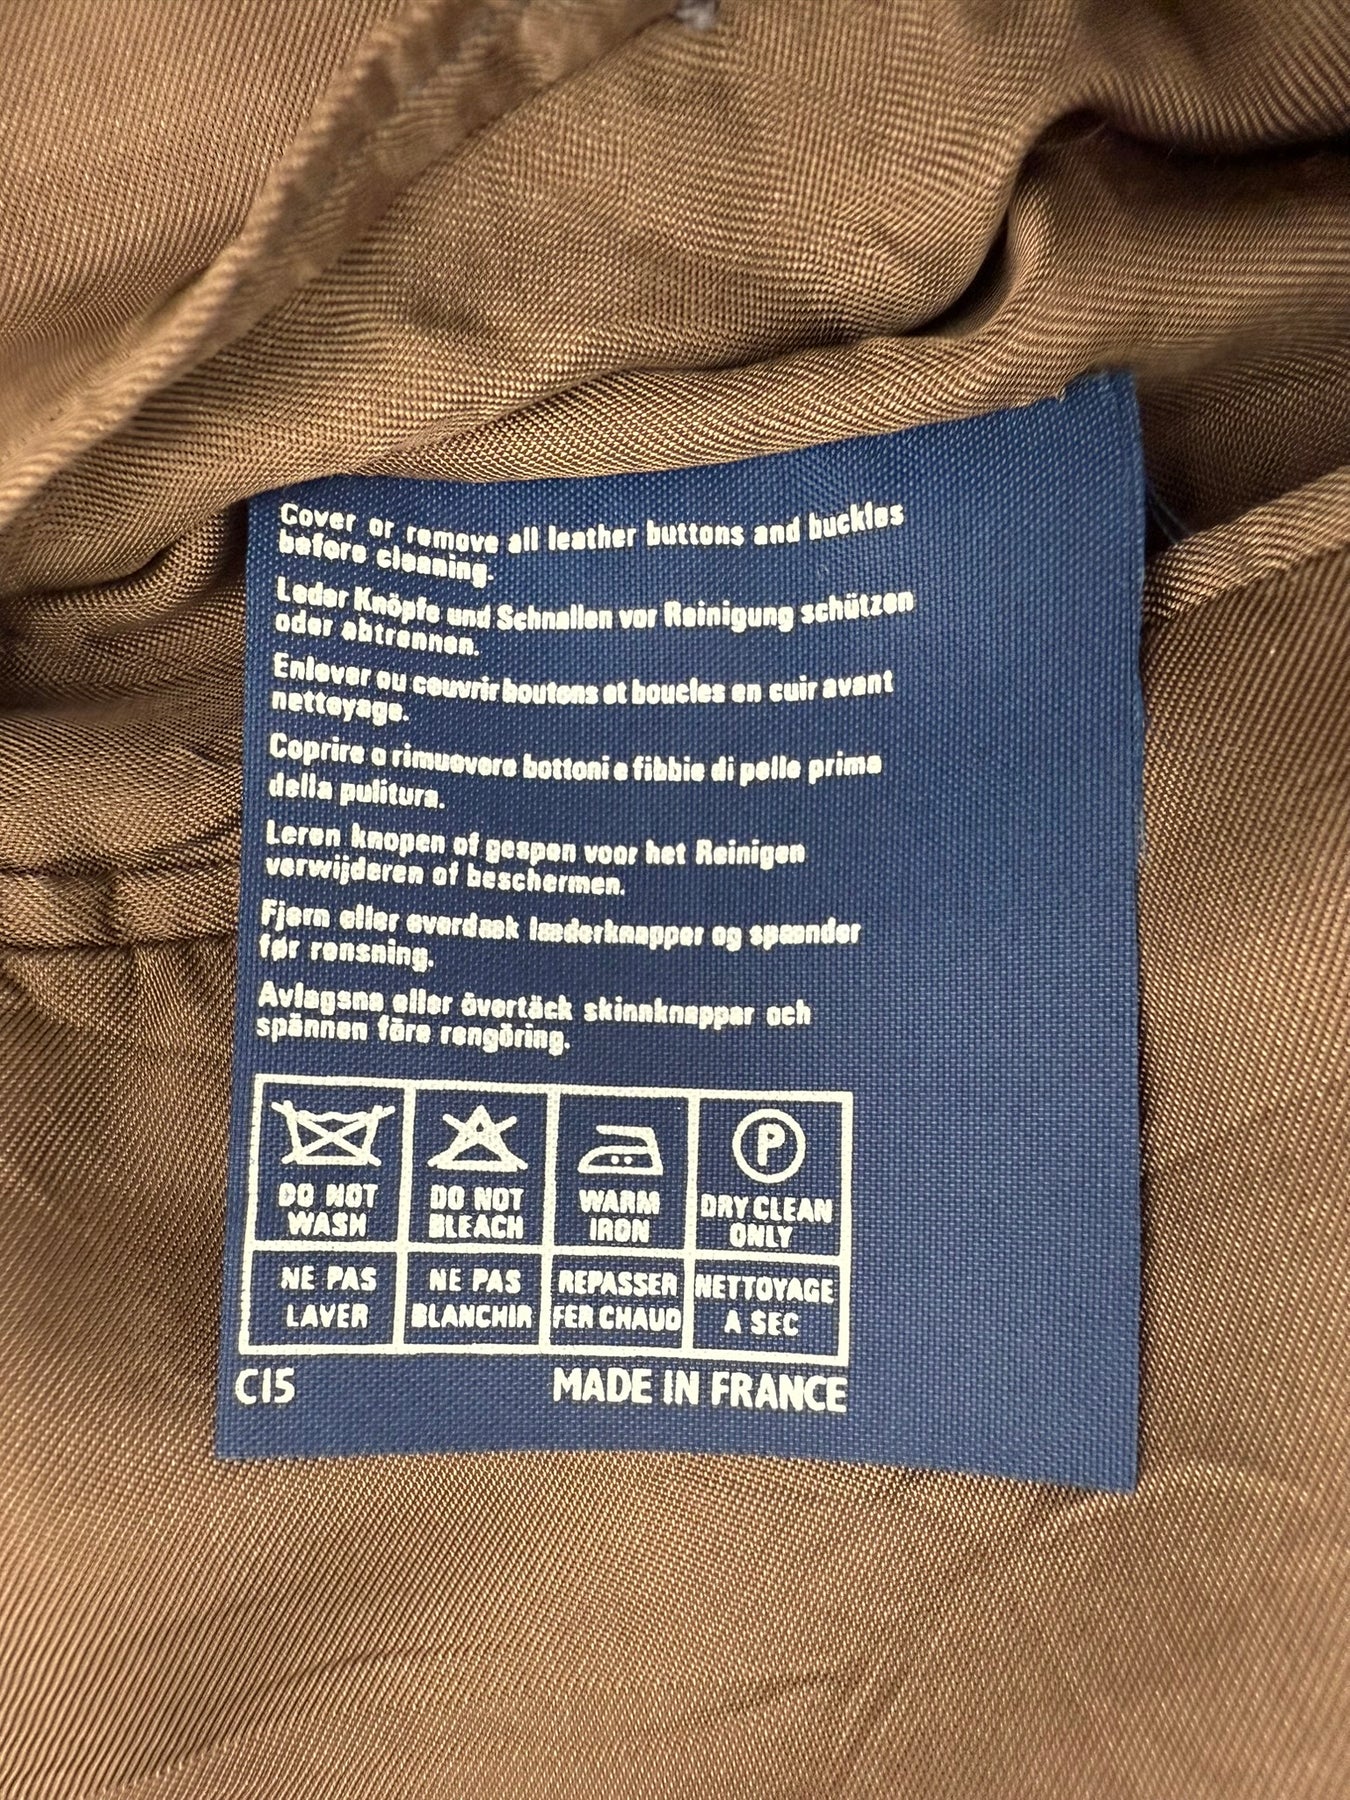 Cover or remove all leather buttons and buckles
before cleaning.
Leder Knöpfe und Schnallen vor Reinigung schützen
oder abtrennen.
Enlever ou couvrir boutons et boucles en cuir avant
nettoyage.
Coprire o rimuovere bottoni e fibbie di pelle prima
della pulitura.
Leren knopen of gespen voor het Reinigen
verwijderen of beschermen.
Fjern eller overdæk læderknapper og spænder
før rensning.
Avlagsna eller övertäck skinnknappar och
spännen före rengöring.
DO NOT WASH DO NOT BLEACH WARM IRON P DRY CLEAN ONLY
NE PAS LAVER NE PAS BLANCHIR REPASSER FER CHAUD NETTOYAGE A SEC
C15 MADE IN FRANCE